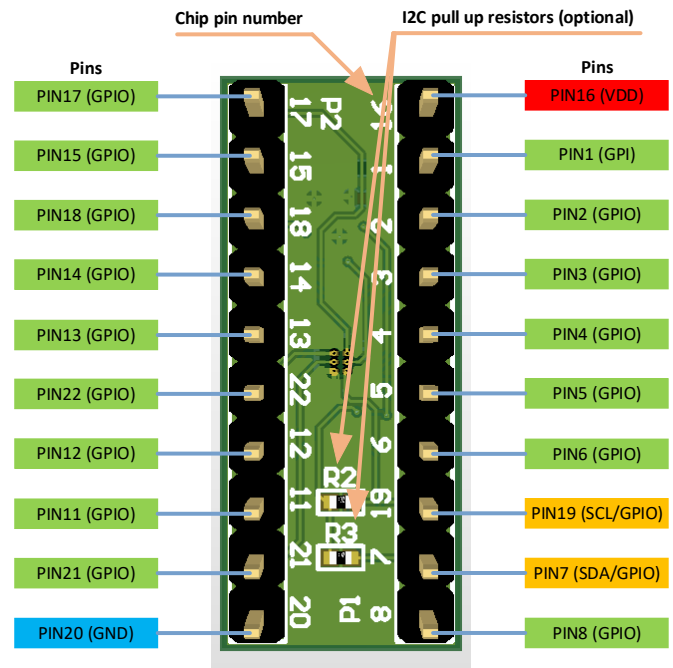 Chip pin number
I2C pull up resistors (optional)
Pins
PIN17 (GPIO)
PIN15 (GPIO)
PIN18 (GPIO)
PIN14 (GPIO)
PIN13 (GPIO)
PIN22 (GPIO)
PIN12 (GPIO)
PIN11 (GPIO)
PIN21 (GPIO)
PIN20 (GND)
17
15
18
14
13
22
12
11
21
20
P2
R2
R3
P1
16
1
2
3
4
5
6
19
7
8
Pins
PIN16 (VDD)
PIN1 (GPI)
PIN2 (GPIO)
PIN3 (GPIO)
PIN4 (GPIO)
PIN5 (GPIO)
PIN6 (GPIO)
PIN19 (SCL/GPIO)
PIN7 (SDA/GPIO)
PIN8 (GPIO)